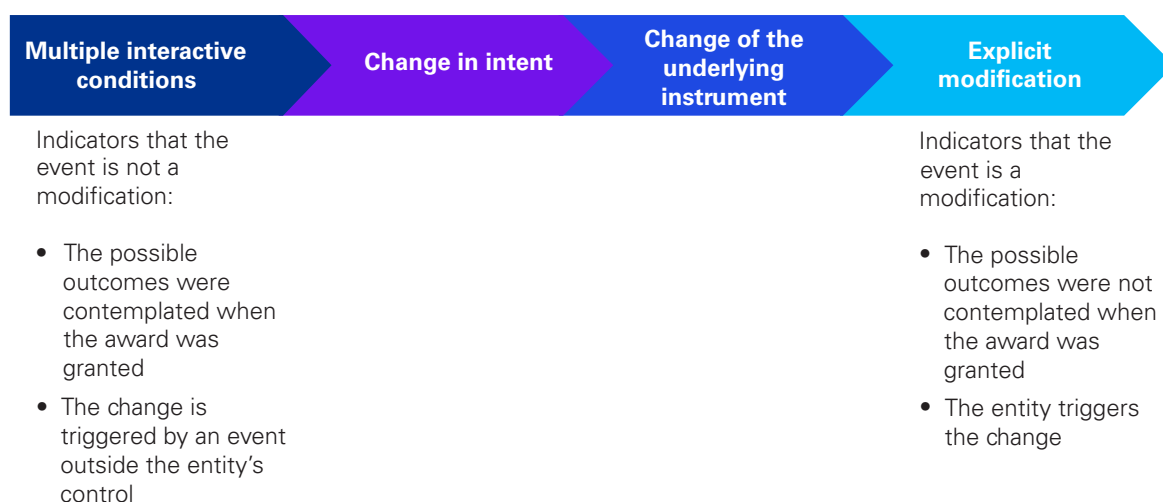 Multiple interactive
conditions
Change in intent
Change of the
underlying
instrument
Explicit
modification
Indicators that the
event is not a
modification:
• The possible
outcomes were
contemplated when
the award was
granted
• The change is
triggered by an event
outside the entity's
control
Indicators that the
event is a
modification:
• The possible
outcomes were not
contemplated when
the award was
granted
• The entity triggers
the change